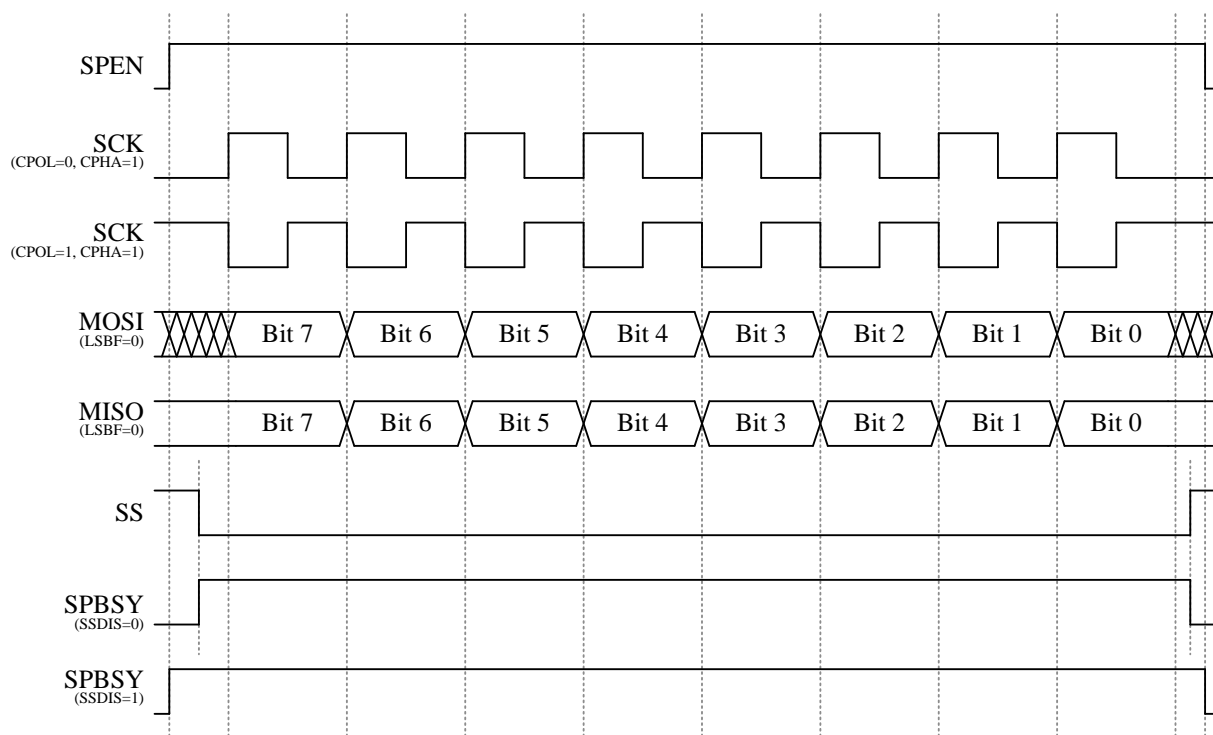 SPEN
SCK
(CPOL=0, CPHA=1)
SCK
(CPOL=1, CPHA=1)
MOSI
(LSBF=0)
Bit 7 Bit 6 Bit 5 Bit 4 Bit 3 Bit 2 Bit 1 Bit 0
MISO
(LSBF=0)
Bit 7 Bit 6 Bit 5 Bit 4 Bit 3 Bit 2 Bit 1 Bit 0
SS
SPBSY
(SSDIS=0)
SPBSY
(SSDIS=1)